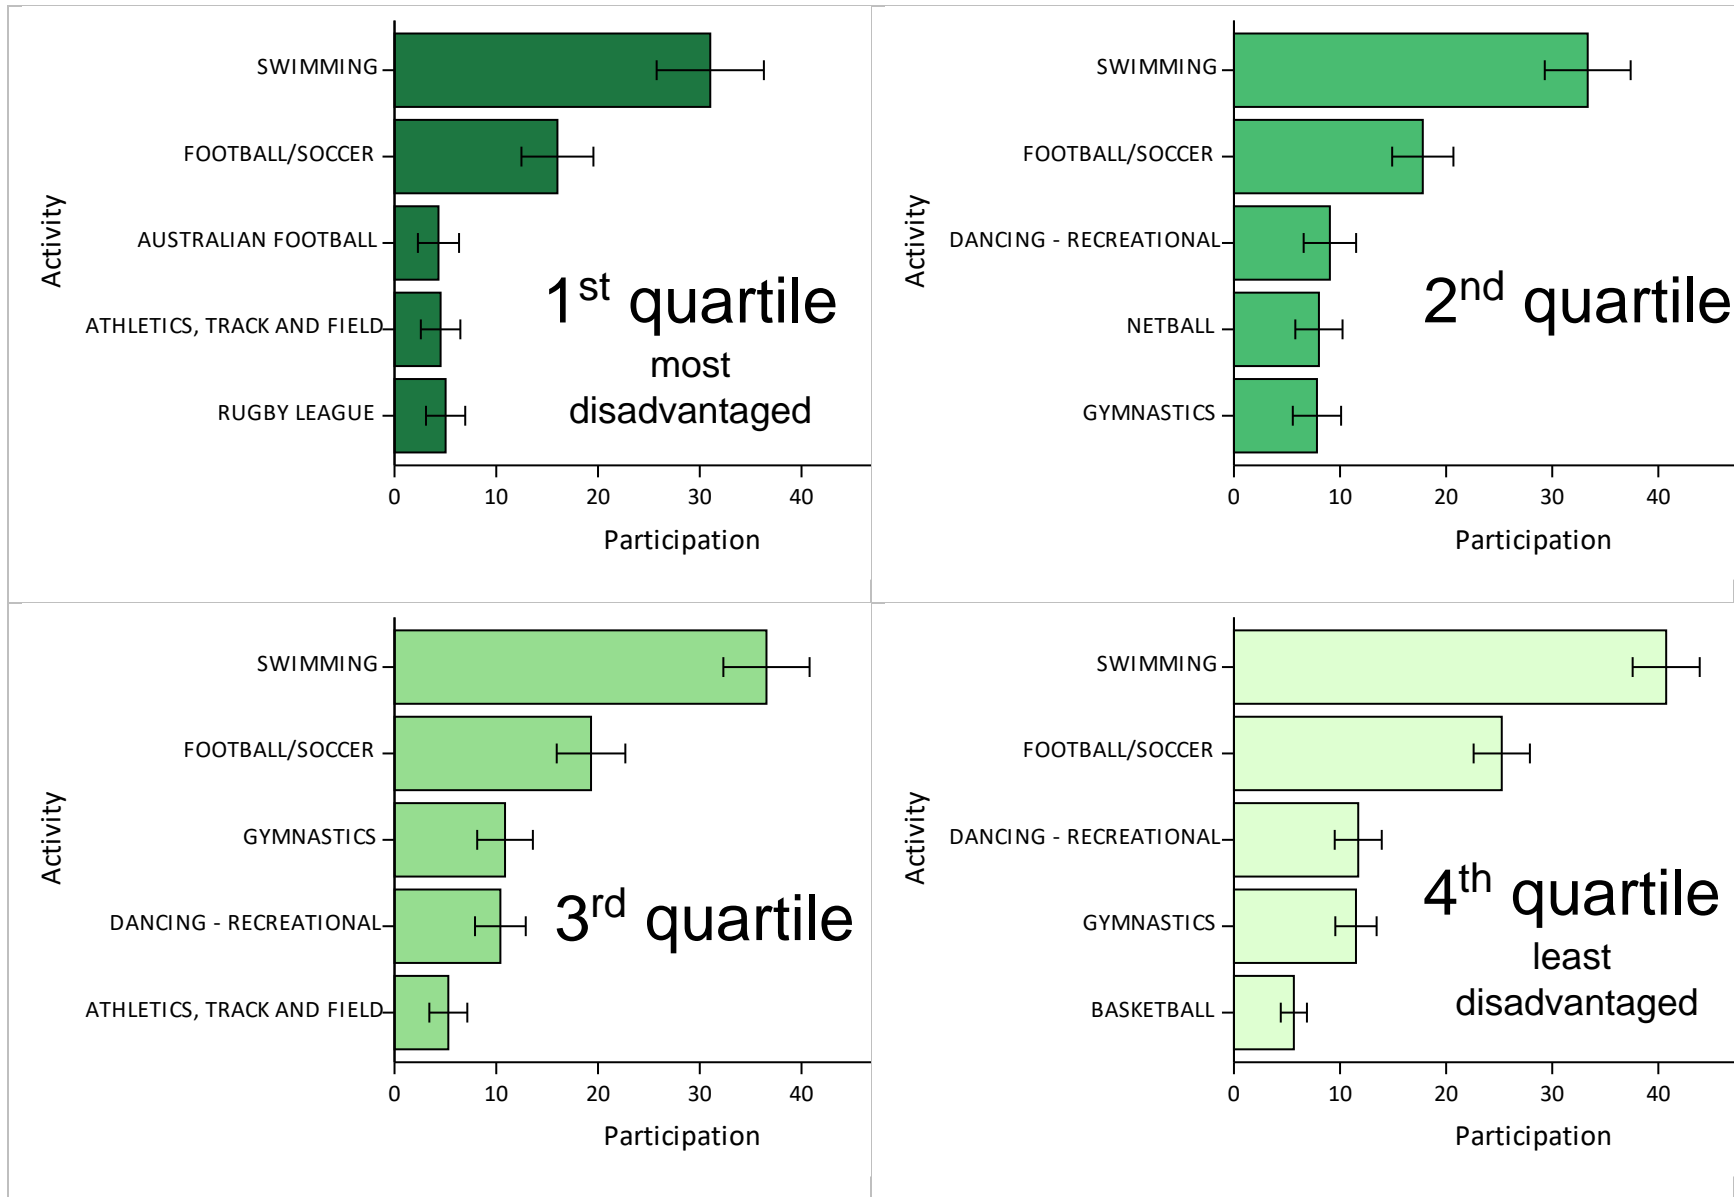 SWIMMING
FOOTBALL/SOCCER
AUSTRALIAN FOOTBALL
ATHLETICS, TRACK AND FIELD
RUGBY LEAGUE
Activity
0 10 20 30 40
Participation
1st quartile
most
disadvantaged
SWIMMING
FOOTBALL/SOCCER
DANCING - RECREATIONAL
NETBALL
GYMNASTICS
Activity
0 10 20 30 40
Participation
2nd quartile
SWIMMING
FOOTBALL/SOCCER
GYMNASTICS
DANCING - RECREATIONAL
ATHLETICS, TRACK AND FIELD
Activity
0 10 20 30 40
Participation
3rd quartile
SWIMMING
FOOTBALL/SOCCER
DANCING - RECREATIONAL
GYMNASTICS
BASKETBALL
Activity
0 10 20 30 40
Participation
4th quartile
least
disadvantaged